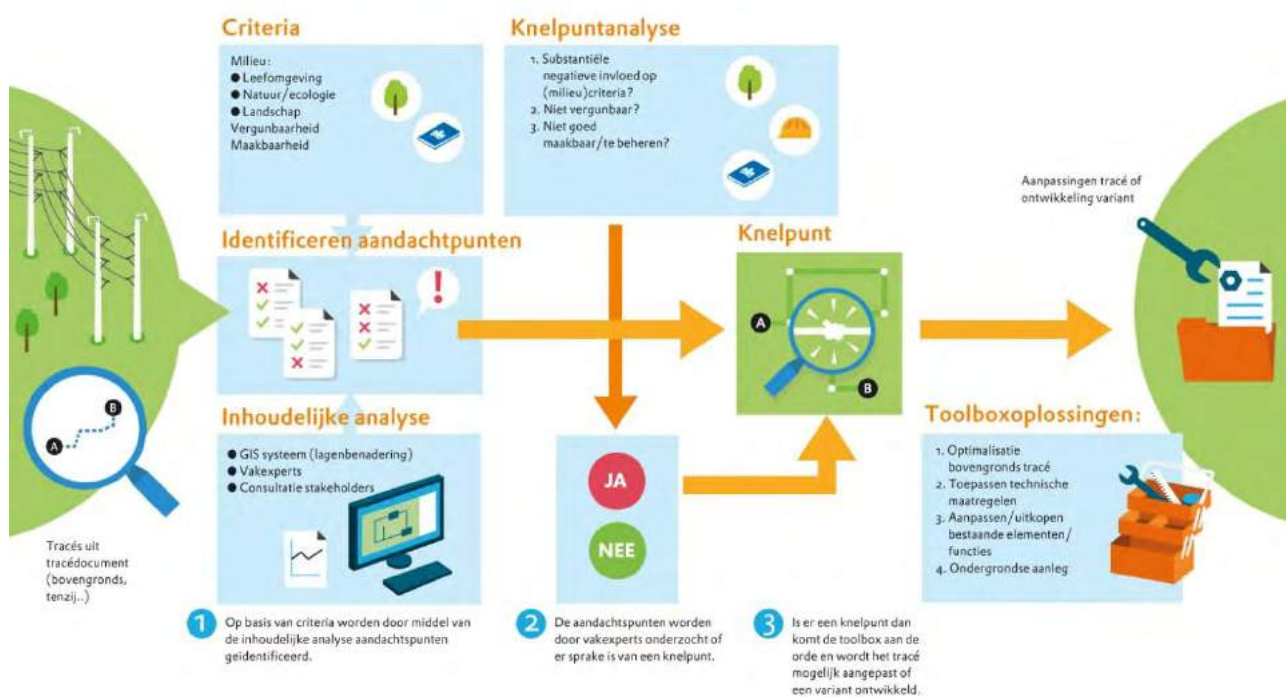 Criteria
Milieu:
● Leefomgeving
● Natuur/ecologie
● Landschap
Vergunbaarheid
Maakbaarheid
Knelpuntanalyse
1. Substantiële
negatieve invloed op
(milieu)criteria?
2. Niet vergunbaar?
3. Niet goed
maakbaar/te beheren?
Identificeren aandachtpunten
Inhoudelijke analyse
● GIS systeem (lagenbenadering)
● Vakexperts
● Consultatie stakeholders
A
B
Tracés uit
tracédocument
(bovengronds,
tenzij..)
JA
NEE
Knelpunt
A
B
Aanpassingen tracé of
ontwikkeling variant
Toolboxoplossingen:
1. Optimalisatie
bovengronds tracé
2. Toepassen technische
maatregelen
3. Aanpassen/uitkopen
bestaande elementen/
functies
4. Ondergrondse aanleg
1 Op basis van criteria worden door middel van
de inhoudelijke analyse aandachtspunten
geïdentificeerd.
2 De aandachtspunten worden
door vakexperts onderzocht of
er sprake is van een knelpunt.
3 Is er een knelpunt dan
komt de toolbox aan de
orde en wordt het tracé
mogelijk aangepast of
een variant ontwikkeld.